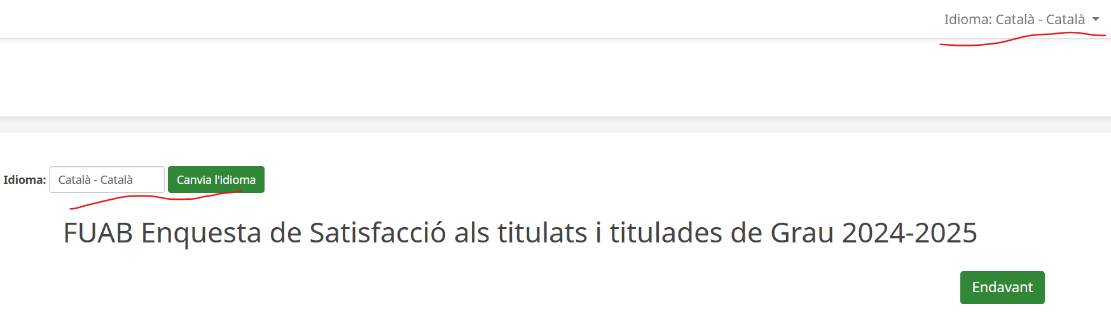 Idioma: Català - Català
Idioma: Català - Català Canvia l'idioma
FUAB Enquesta de Satisfacció als titulats i titulades de Grau 2024-2025
Endavant